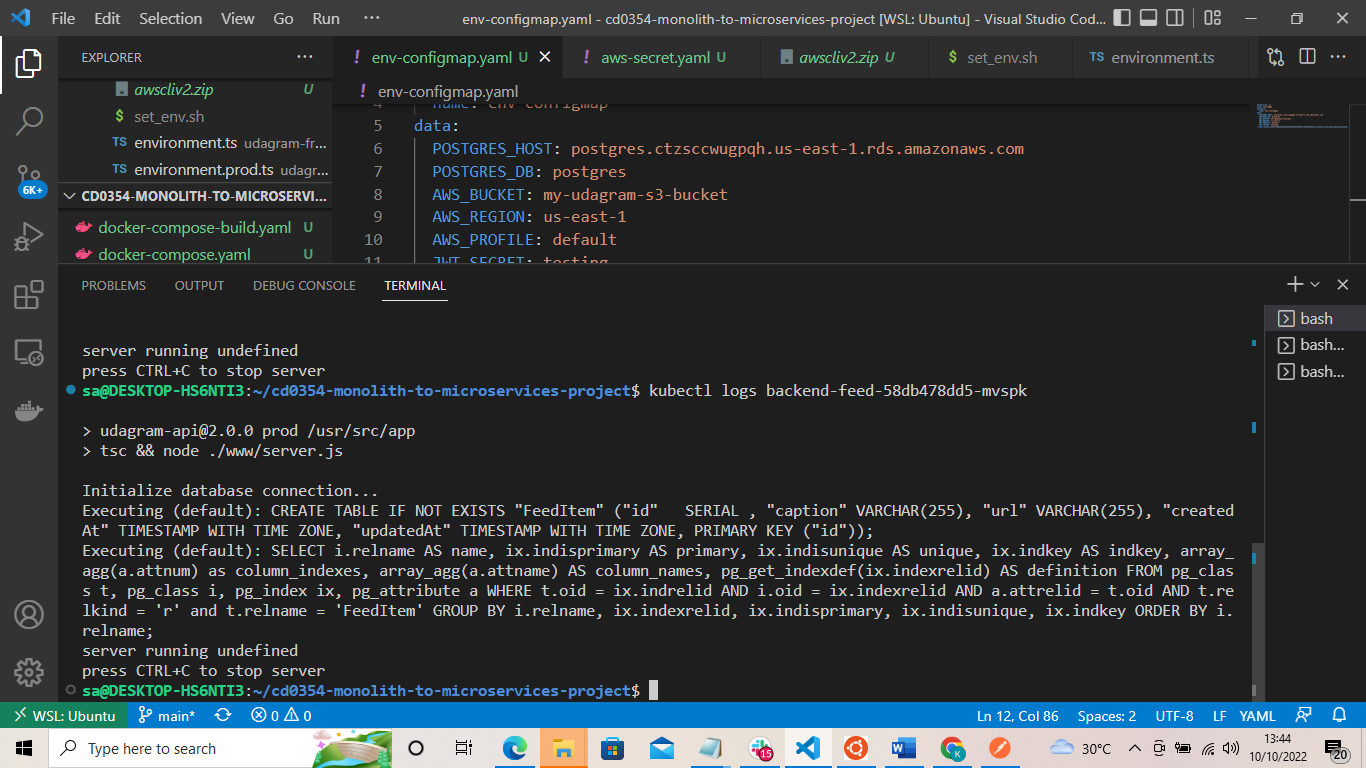 File Edit Selection View Go Run ··· env-configmap.yaml - cd0354-monolith-to-microservices-project [WSL: Ubuntu] - Visual Studio Cod...
EXPLORER ···
! env-configmap.yaml U
! aws-secret.yaml U
awscliv2.zip U
$ set_env.sh
TS environment.ts
awscliv2.zip U
$ set_env.sh
TS environment.ts udagram-fr...
TS environment.prod.ts udagr...
CD0354-MONOLITH-TO-MICROSERVI...
docker-compose-build.yaml U
docker-compose.yaml U
6K+
! env-configmap.yaml
4 name: env-configmap
5 data:
6 POSTGRES_HOST: postgres.ctzsccwugpqh.us-east-1.rds.amazonaws.com
7 POSTGRES_DB: postgres
8 AWS_BUCKET: my-udagram-s3-bucket
9 AWS_REGION: us-east-1
10 AWS_PROFILE: default
11 JWT_SECRET: testing
PROBLEMS OUTPUT DEBUG CONSOLE TERMINAL
bash
bash...
bash...
server running undefined
press CTRL+C to stop server
sa@DESKTOP-HS6NTI3:~/cd0354-monolith-to-microservices-project$ kubectl logs backend-feed-58db478dd5-mvspk
> udagram-api@2.0.0 prod /usr/src/app
> tsc && node ./www/server.js
Initialize database connection...
Executing (default): CREATE TABLE IF NOT EXISTS "FeedItem" ("id"   SERIAL , "caption" VARCHAR(255), "url" VARCHAR(255), "created
At" TIMESTAMP WITH TIME ZONE, "updatedAt" TIMESTAMP WITH TIME ZONE, PRIMARY KEY ("id"));
Executing (default): SELECT i.relname AS name, ix.indisprimary AS primary, ix.indisunique AS unique, ix.indkey AS indkey, array_
agg(a.attnum) as column_indexes, array_agg(a.attname) AS column_names, pg_get_indexdef(ix.indexrelid) AS definition FROM pg_clas
s t, pg_class i, pg_index ix, pg_attribute a WHERE t.oid = ix.indrelid AND i.oid = ix.indexrelid AND a.attrelid = t.oid AND t.re
lkind = 'r' and t.relname = 'FeedItem' GROUP BY i.relname, ix.indexrelid, ix.indisprimary, ix.indisunique, ix.indkey ORDER BY i.
relname;
server running undefined
press CTRL+C to stop server
sa@DESKTOP-HS6NTI3:~/cd0354-monolith-to-microservices-project$
WSL: Ubuntu main* 0 0 Ln 12, Col 86 Spaces: 2 UTF-8 LF YAML
Type here to search
15
K
30°C
13:44
10/10/2022
20